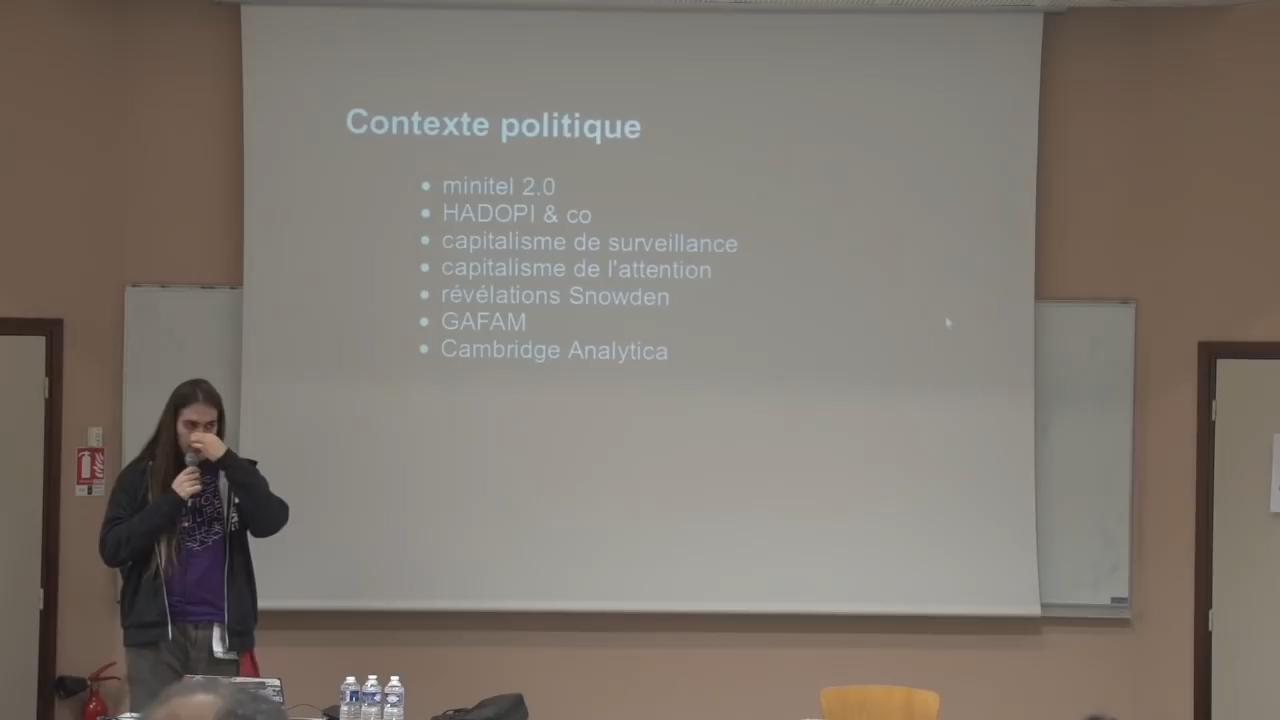 Contexte politique
minitel 2.0
HADOPI & co
capitalisme de surveillance
capitalisme de l'attention
révélations Snowden
GAFAM
Cambridge Analytica